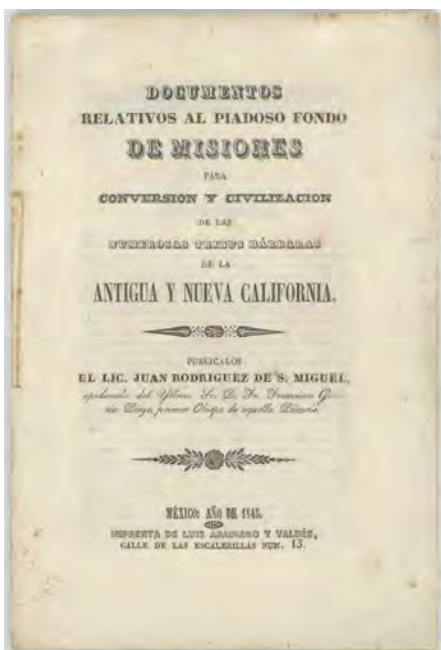 DOCUMENTOS
RELATIVOS AL PIADOSO FONDO
DE MISIONES
PARA
CONVERSION Y CIVILIZACION
DE LAS
NUMEROSAS TRIBUS BÁRBARAS
DE LA
ANTIGUA Y NUEVA CALIFORNIA.
PUBLICALOS
EL LIC. JUAN RODRIGUEZ DE S. MIGUEL,
apoderado del Illmo. Sr. D. Fr. Francisco Gar-
cia Diego, primer Obispo de aquella Diócesis.
MÉXICO: AÑO DE 1845.
IMPRENTA DE LUIS ABADIANO Y VALDÉS,
CALLE DE LAS ESCALERILLAS NUM. 13.